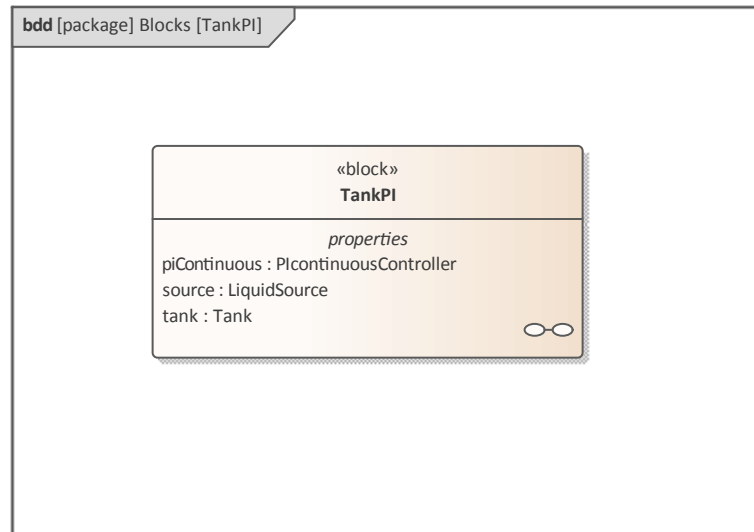 bdd [package] Blocks [TankPI]
«block»
TankPI
properties
piContinuous : PIcontinuousController
source : LiquidSource
tank : Tank